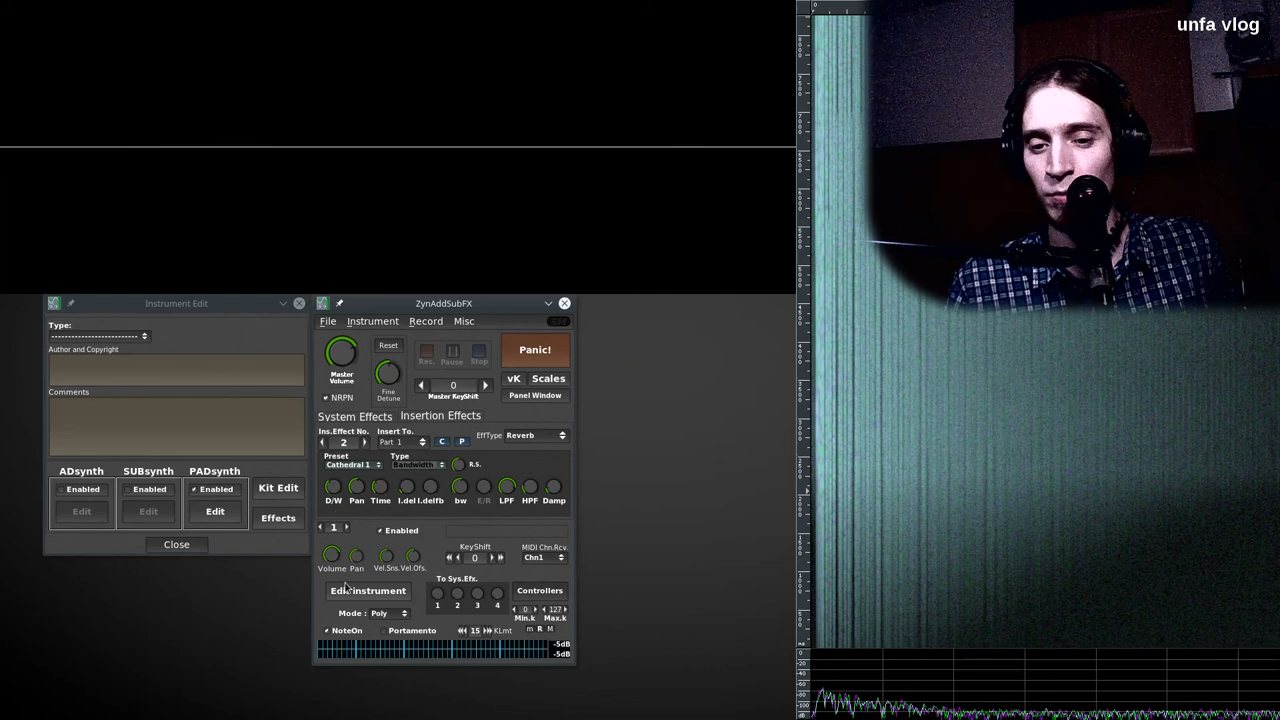 unfa vlog
Instrument Edit
Type:
Author and Copyright
Comments
ADsynth SUBsynth PADsynth
Enabled Enabled Enabled
Edit Edit Edit
Kit Edit
Effects
Close
ZynAddSubFX
File Instrument Record Misc
Master Volume
NRPN
Reset
Fine Detune
Rec. Pause Stop
Panic!
0
Master KeyShift
vK Scales
Panel Window
System Effects Insertion Effects
Ins.Effect No. Insert To.
2 Part 1 C P EffType Reverb
Preset Type
Cathedral 1 Bandwidth R.S.
D/W Pan Time I.del I.delfb bw E/R LPF HPF Damp
1 Enabled
Volume Pan Vel.Sns. Vel.Ofs.
KeyShift
0
MIDI Chn.Rcv.
Chn1
Edit instrument
To Sys.Efx.
1 2 3 4
Controllers
0 127
Min.k Max.k
Mode : Poly
NoteOn Portamento 15 KLmt m R M
-5dB
-5dB